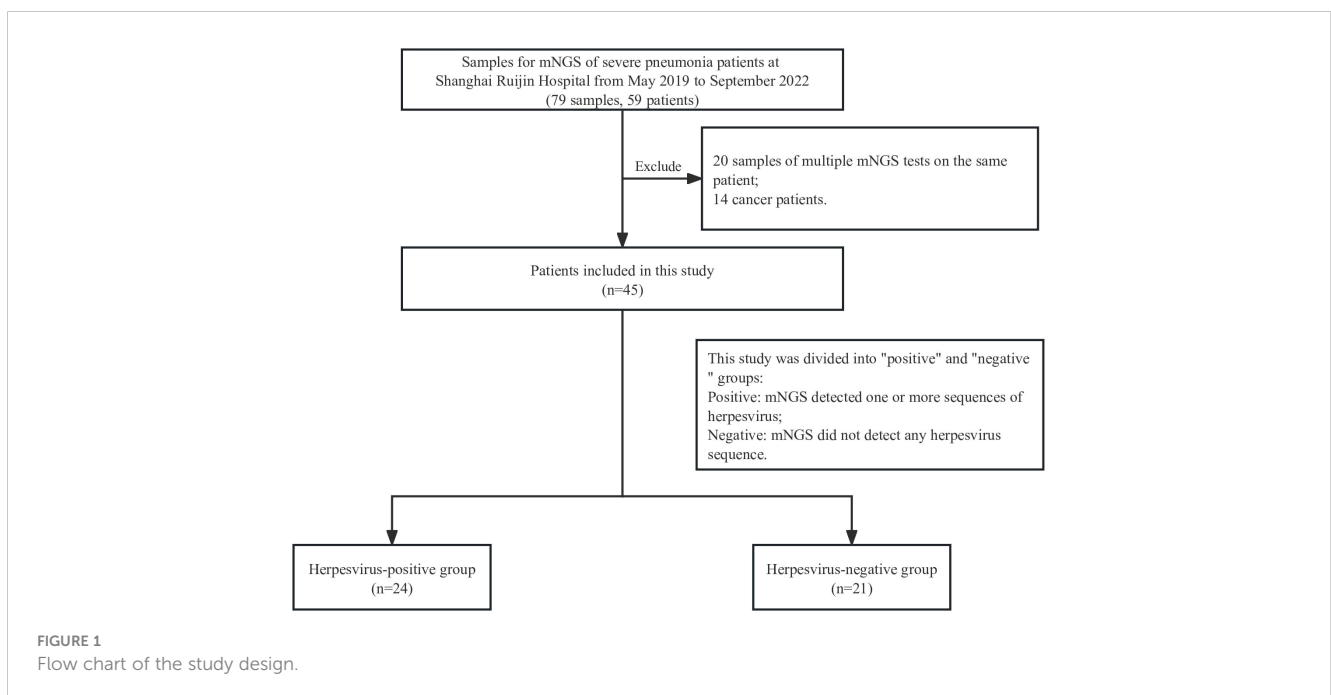 Samples for mNGS of severe pneumonia patients at
Shanghai Ruijin Hospital from May 2019 to September 2022
(79 samples, 59 patients)
Exclude
20 samples of multiple mNGS tests on the same
patient;
14 cancer patients.
Patients included in this study
(n=45)
This study was divided into "positive" and "negative
" groups:
Positive: mNGS detected one or more sequences of
herpesvirus;
Negative: mNGS did not detect any herpesvirus
sequence.
Herpesvirus-positive group
(n=24)
Herpesvirus-negative group
(n=21)
FIGURE 1
Flow chart of the study design.